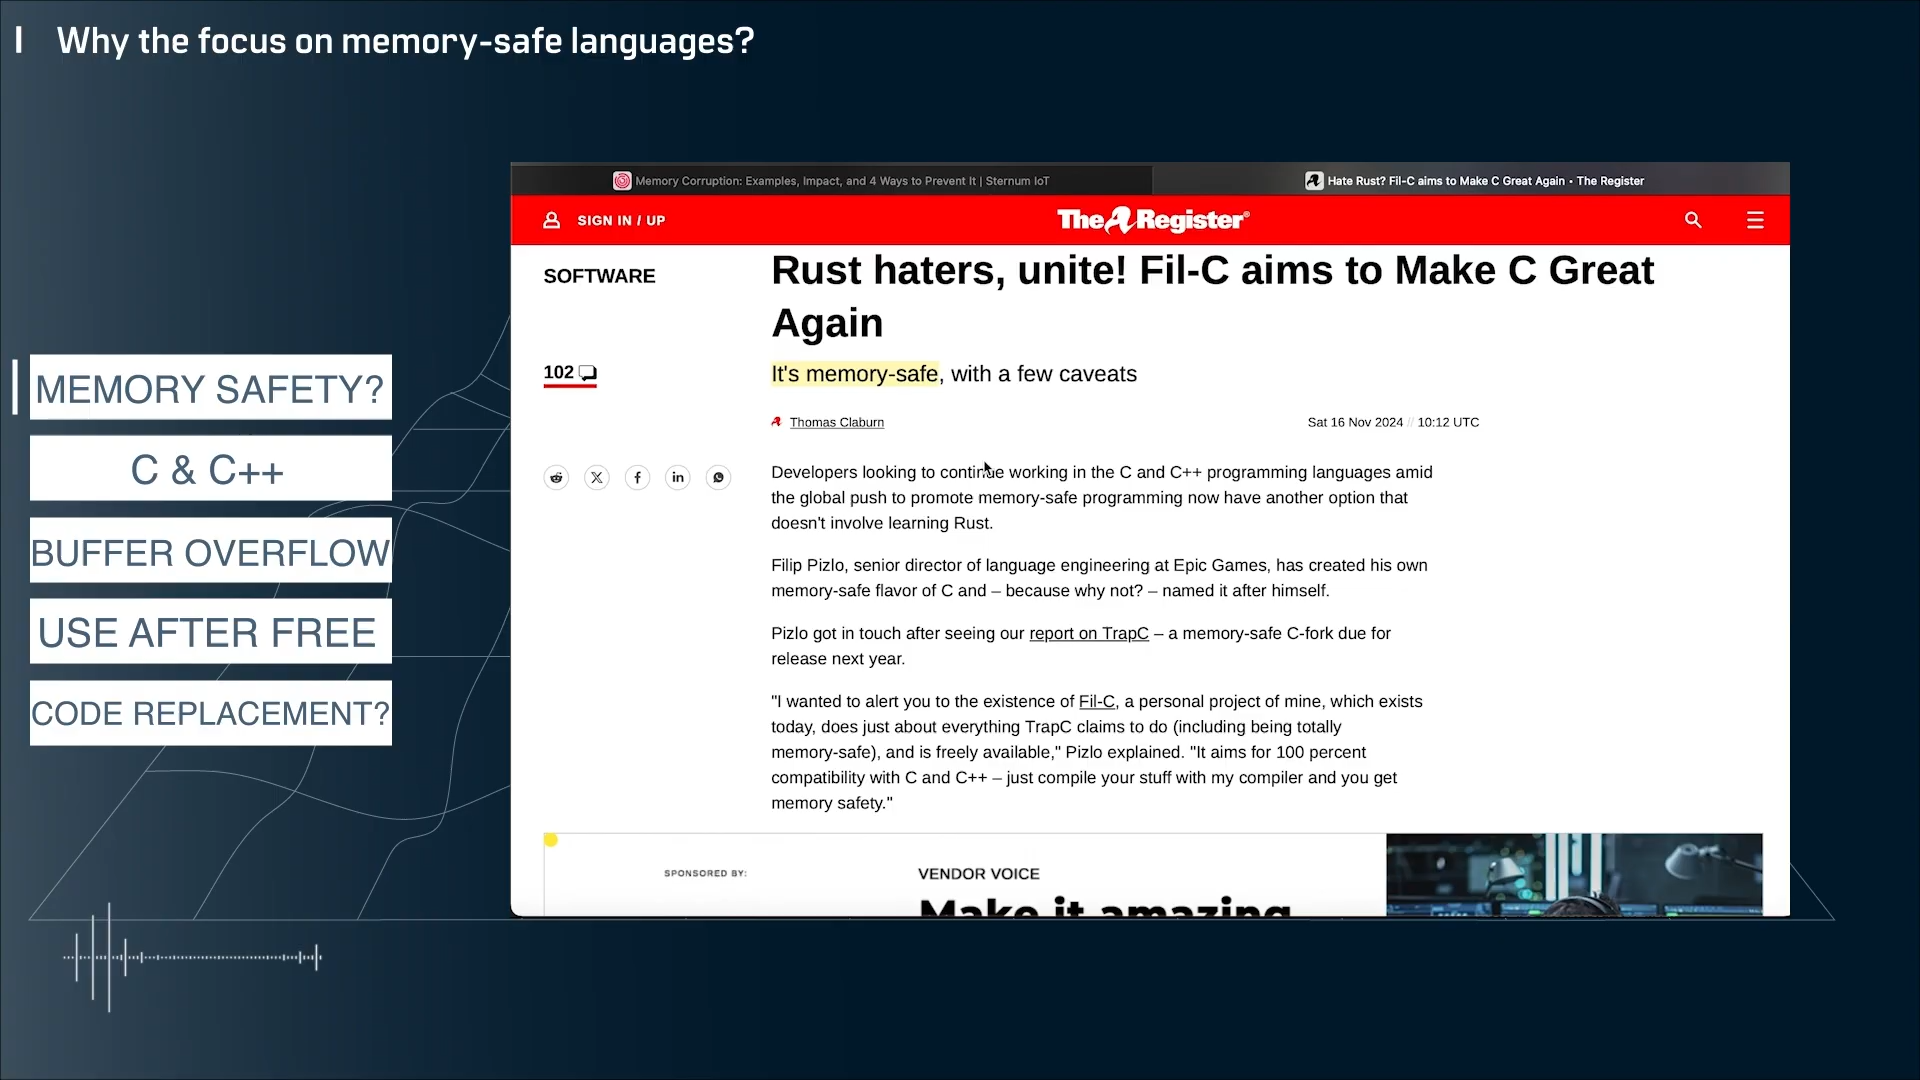 Why the focus on memory-safe languages?
MEMORY SAFETY?
C & C++
BUFFER OVERFLOW
USE AFTER FREE
CODE REPLACEMENT?
Memory Corruption: Examples, Impact, and 4 Ways to Prevent It | Sternum IoT
Hate Rust? Fil-C aims to Make C Great Again • The Register
SIGN IN / UP
The Register®
SOFTWARE
Rust haters, unite! Fil-C aims to Make C Great
Again
102
It's memory-safe, with a few caveats
Thomas Claburn
Sat 16 Nov 2024 // 10:12 UTC
Developers looking to continue working in the C and C++ programming languages amid
the global push to promote memory-safe programming now have another option that
doesn't involve learning Rust.
Filip Pizlo, senior director of language engineering at Epic Games, has created his own
memory-safe flavor of C and – because why not? – named it after himself.
Pizlo got in touch after seeing our report on TrapC – a memory-safe C-fork due for
release next year.
"I wanted to alert you to the existence of Fil-C, a personal project of mine, which exists
today, does just about everything TrapC claims to do (including being totally
memory-safe), and is freely available," Pizlo explained. "It aims for 100 percent
compatibility with C and C++ – just compile your stuff with my compiler and you get
memory safety."
SPONSORED BY:
VENDOR VOICE
Make it amazing